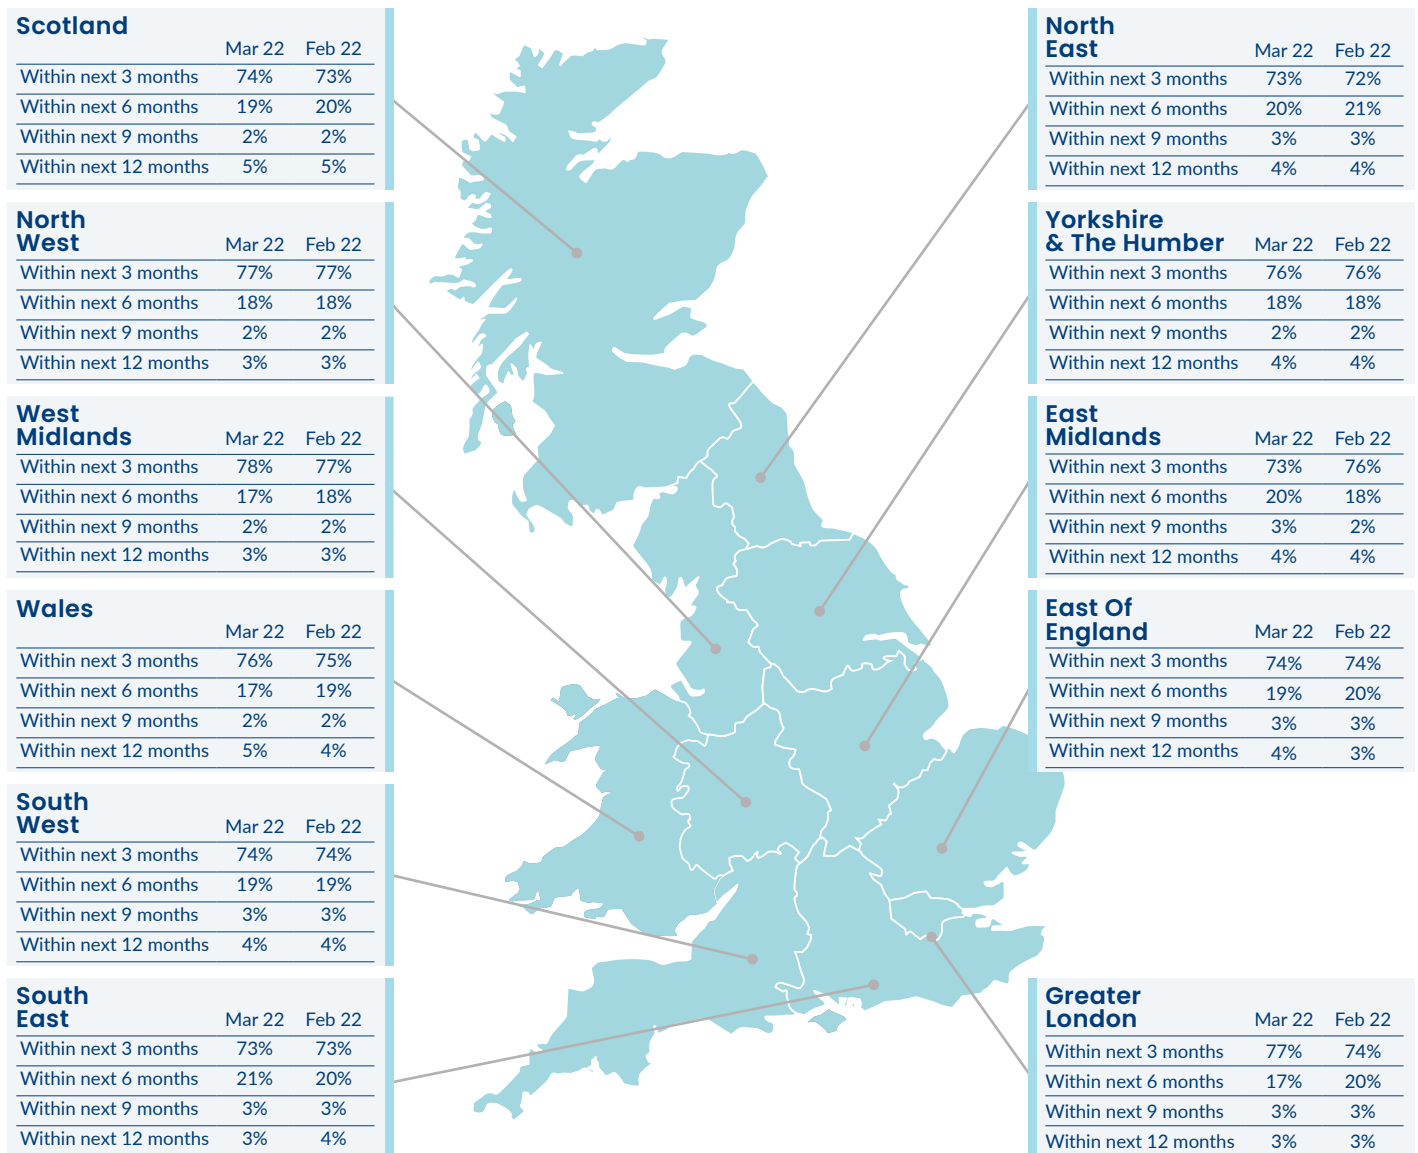 Scotland
Mar 22 Feb 22
Within next 3 months 74% 73%
Within next 6 months 19% 20%
Within next 9 months 2% 2%
Within next 12 months 5% 5%
North
West Mar 22 Feb 22
Within next 3 months 77% 77%
Within next 6 months 18% 18%
Within next 9 months 2% 2%
Within next 12 months 3% 3%
West
Midlands Mar 22 Feb 22
Within next 3 months 78% 77%
Within next 6 months 17% 18%
Within next 9 months 2% 2%
Within next 12 months 3% 3%
Wales
Mar 22 Feb 22
Within next 3 months 76% 75%
Within next 6 months 17% 19%
Within next 9 months 2% 2%
Within next 12 months 5% 4%
South
West Mar 22 Feb 22
Within next 3 months 74% 74%
Within next 6 months 19% 19%
Within next 9 months 3% 3%
Within next 12 months 4% 4%
South
East Mar 22 Feb 22
Within next 3 months 73% 73%
Within next 6 months 21% 20%
Within next 9 months 3% 3%
Within next 12 months 3% 4%
North
East Mar 22 Feb 22
Within next 3 months 73% 72%
Within next 6 months 20% 21%
Within next 9 months 3% 3%
Within next 12 months 4% 4%
Yorkshire
& The Humber Mar 22 Feb 22
Within next 3 months 76% 76%
Within next 6 months 18% 18%
Within next 9 months 2% 2%
Within next 12 months 4% 4%
East
Midlands Mar 22 Feb 22
Within next 3 months 73% 76%
Within next 6 months 20% 18%
Within next 9 months 3% 2%
Within next 12 months 4% 4%
East Of
England Mar 22 Feb 22
Within next 3 months 74% 74%
Within next 6 months 19% 20%
Within next 9 months 3% 3%
Within next 12 months 4% 3%
Greater
London Mar 22 Feb 22
Within next 3 months 77% 74%
Within next 6 months 17% 20%
Within next 9 months 3% 3%
Within next 12 months 3% 3%